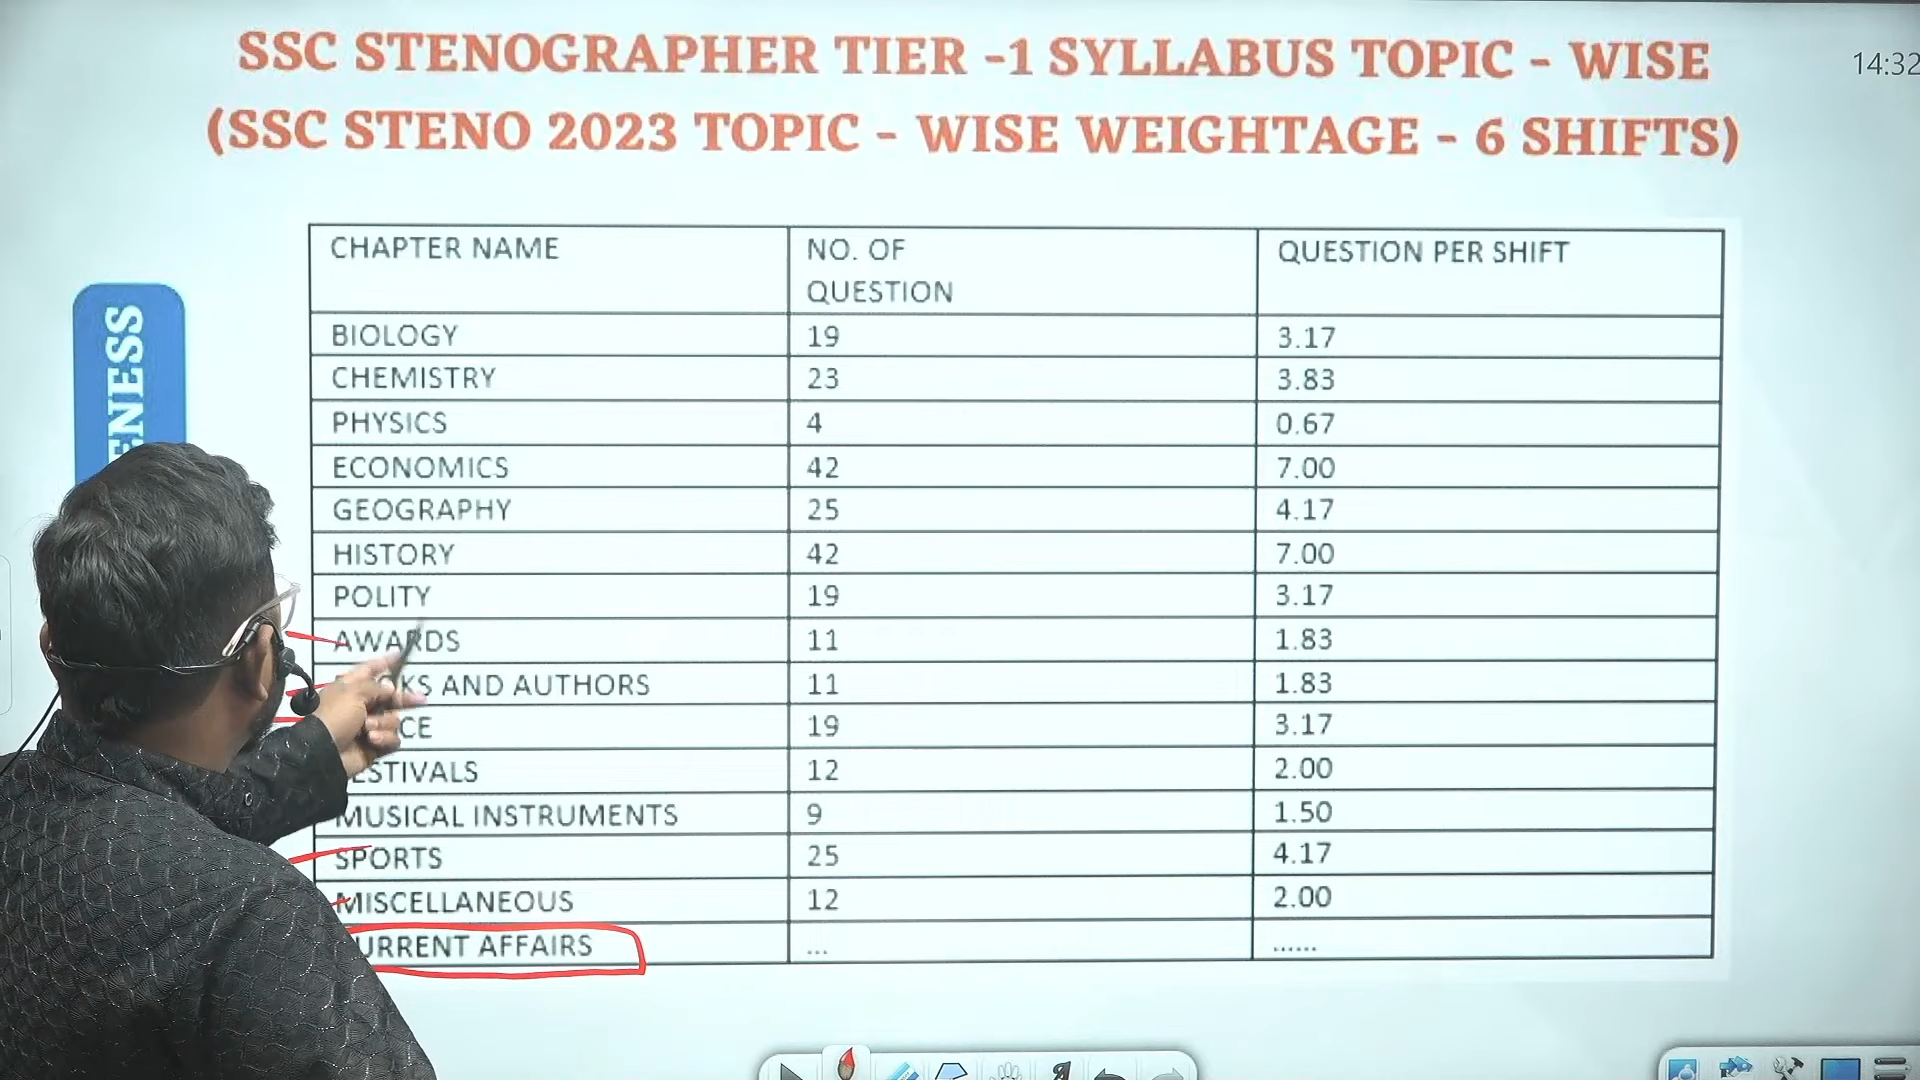 SSC STENOGRAPHER TIER -1 SYLLABUS TOPIC - WISE
(SSC STENO 2023 TOPIC - WISE WEIGHTAGE - 6 SHIFTS)
14:32
ENESS
CHAPTER NAME NO. OF QUESTION QUESTION PER SHIFT
BIOLOGY 19 3.17
CHEMISTRY 23 3.83
PHYSICS 4 0.67
ECONOMICS 42 7.00
GEOGRAPHY 25 4.17
HISTORY 42 7.00
POLITY 19 3.17
AWARDS 11 1.83
KS AND AUTHORS 11 1.83
CE 19 3.17
ESTIVALS 12 2.00
MUSICAL INSTRUMENTS 9 1.50
SPORTS 25 4.17
MISCELLANEOUS 12 2.00
URRENT AFFAIRS ... ......